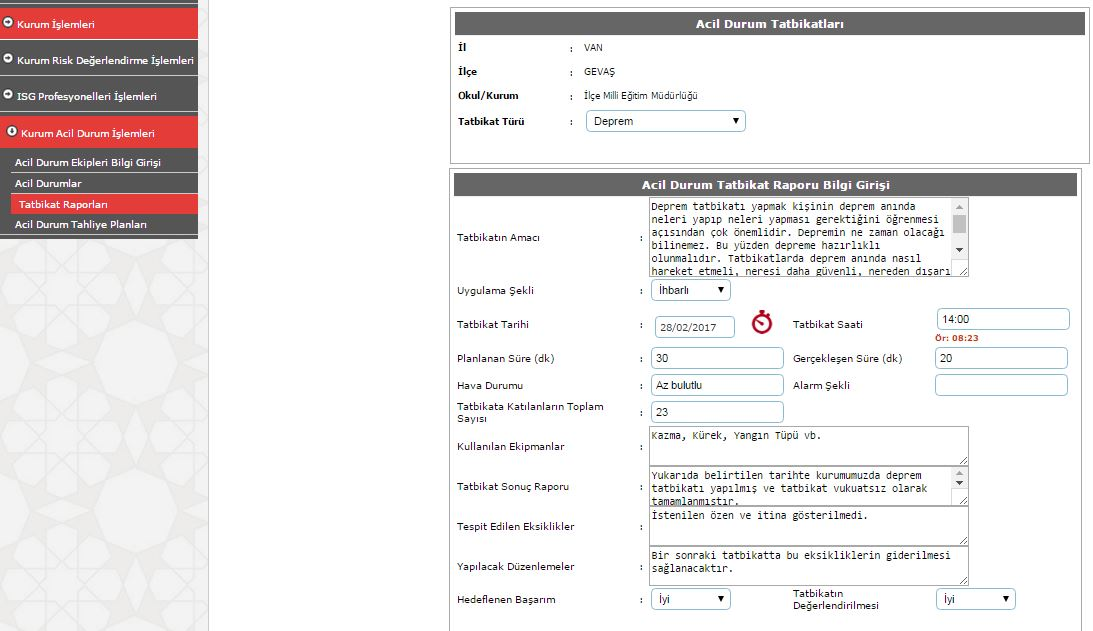 Kurum İşlemleri
Kurum Risk Değerlendirme İşlemleri
ISG Profesyonelleri İşlemleri
Kurum Acil Durum İşlemleri
Acil Durum Ekipleri Bilgi Girişi
Acil Durumlar
Tatbikat Raporları
Acil Durum Tahliye Planları
Acil Durum Tatbikatları
İl : VAN
İlçe : GEVAŞ
Okul/Kurum : İlçe Milli Eğitim Müdürlüğü
Tatbikat Türü : Deprem
Acil Durum Tatbikat Raporu Bilgi Girişi
Tatbikatın Amacı :
Deprem tatbikatı yapmak kişinin deprem anında
neleri yapıp neleri yapması gerektiğini öğrenmesi
açısından çok önemlidir. Depremin ne zaman olacağı
bilinemez. Bu yüzden depreme hazırlıklı
olunmalıdır. Tatbikatlarda deprem anında nasıl
hareket etmeli, neresi daha güvenli, nereden dışarı
Uygulama Şekli : İhbarlı
Tatbikat Tarihi : 28/02/2017 Tatbikat Saati 14:00
Ör: 08:23
Planlanan Süre (dk) : 30 Gerçekleşen Süre (dk) 20
Hava Durumu : Az bulutlu Alarm Şekli
Tatbikata Katılanların Toplam
Sayısı : 23
Kullanılan Ekipmanlar : Kazma, Kürek, Yangın Tüpü vb.
Tatbikat Sonuç Raporu :
Yukarıda belirtilen tarihte kurumumuzda deprem
tatbikatı yapılmış ve tatbikat vukuatsız olarak
tamamlanmıştır.
Tespit Edilen Eksiklikler : İstenilen özen ve itina gösterilmedi.
Yapılacak Düzenlemeler :
Bir sonraki tatbikatta bu eksikliklerin giderilmesi
sağlanacaktır.
Hedeflenen Başarım : İyi
Tatbikatın
Değerlendirilmesi İyi